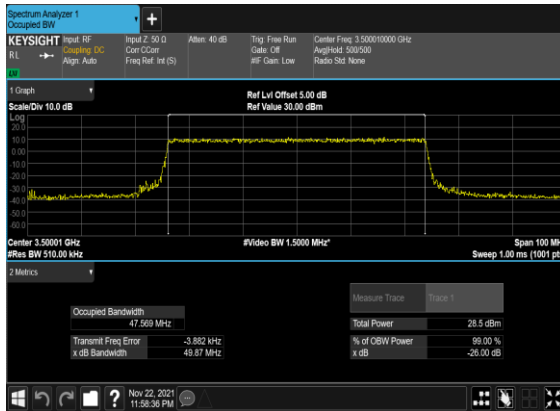 Spectrum Analyzer 1
Occupied BW
KEYSIGHT Input: RF Input Z: 50 Ω Atten: 40 dB Trig: Free Run Center Freq: 3.500010000 GHz
RL Coupling: DC Corr CCorr Gate: Off Avg|Hold: 500/500
Align: Auto Freq Ref: Int (S) #IF Gain: Low Radio Std: None
1 Graph Ref Lvl Offset 5.00 dB
Scale/Div 10.0 dB Ref Value 30.00 dBm
Log
20.0
10.0
0.00
-10.0
-20.0
-30.0
-40.0
-50.0
-60.0
Center 3.50001 GHz #Video BW 1.5000 MHz* Span 100 MH
#Res BW 510.00 kHz Sweep 1.00 ms (1001 pt
2 Metrics
Measure Trace Trace 1
Occupied Bandwidth
47.569 MHz Total Power 28.5 dBm
Transmit Freq Error -3.882 kHz % of OBW Power 99.00 %
x dB Bandwidth 49.87 MHz x dB -26.00 dB
Nov 22, 2021
11:58:36 PM